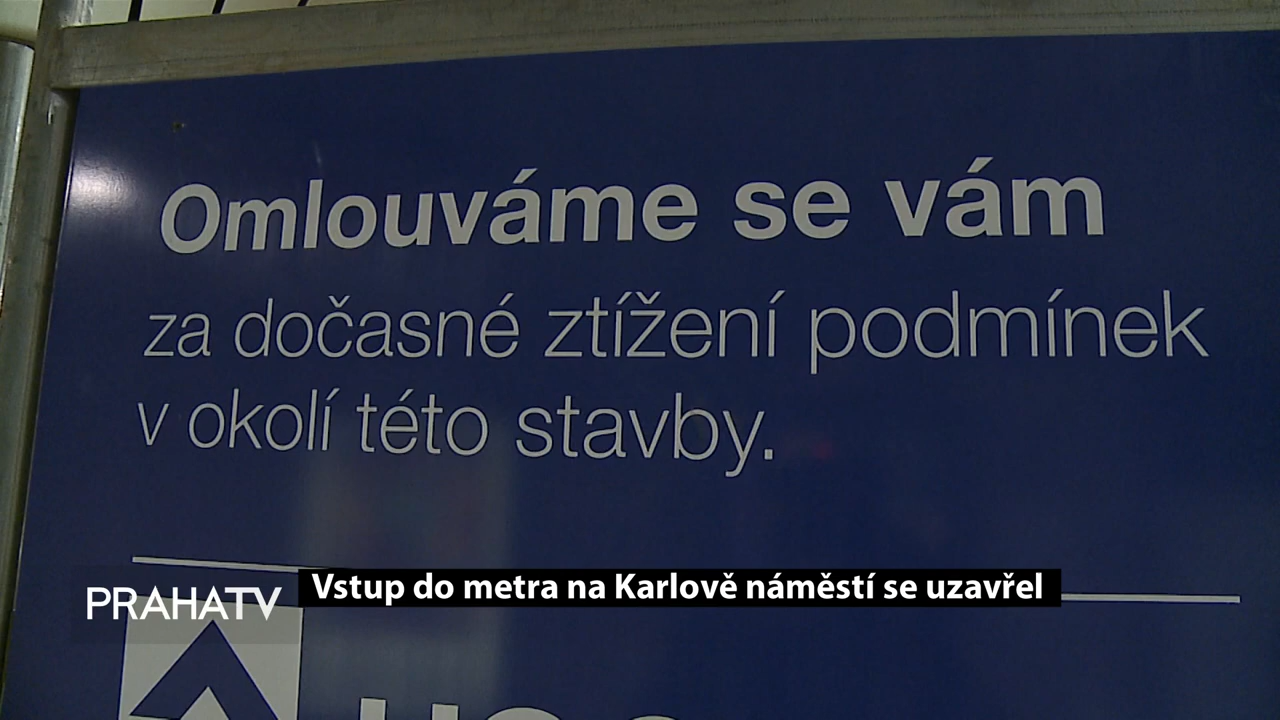 Omlouváme se vám
za dočasné ztížení podmínek
v okolí této stavby.
Vstup do metra na Karlově náměstí se uzavřel
PRAHATV